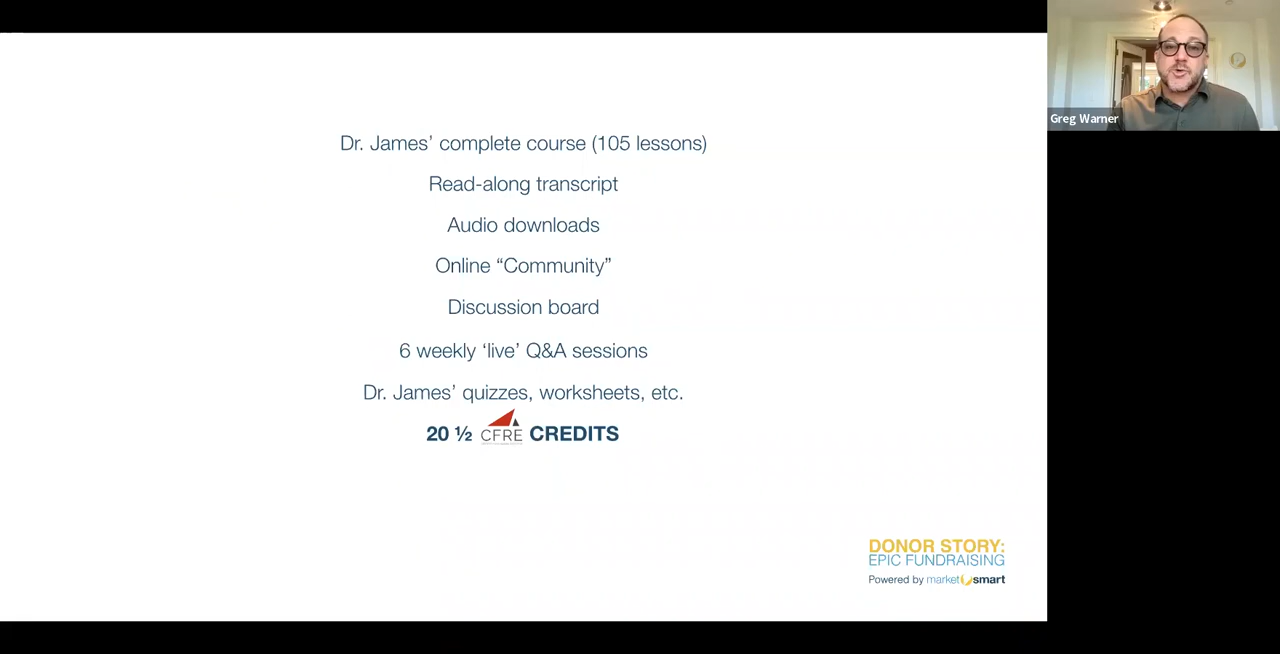 Dr. James’ complete course (105 lessons)
Read-along transcript
Audio downloads
Online “Community”
Discussion board
6 weekly ‘live’ Q&A sessions
Dr. James’ quizzes, worksheets, etc.
20 ½ CFRE CREDITS
DONOR STORY:
EPIC FUNDRAISING
Powered by marketsmart
Greg Warner